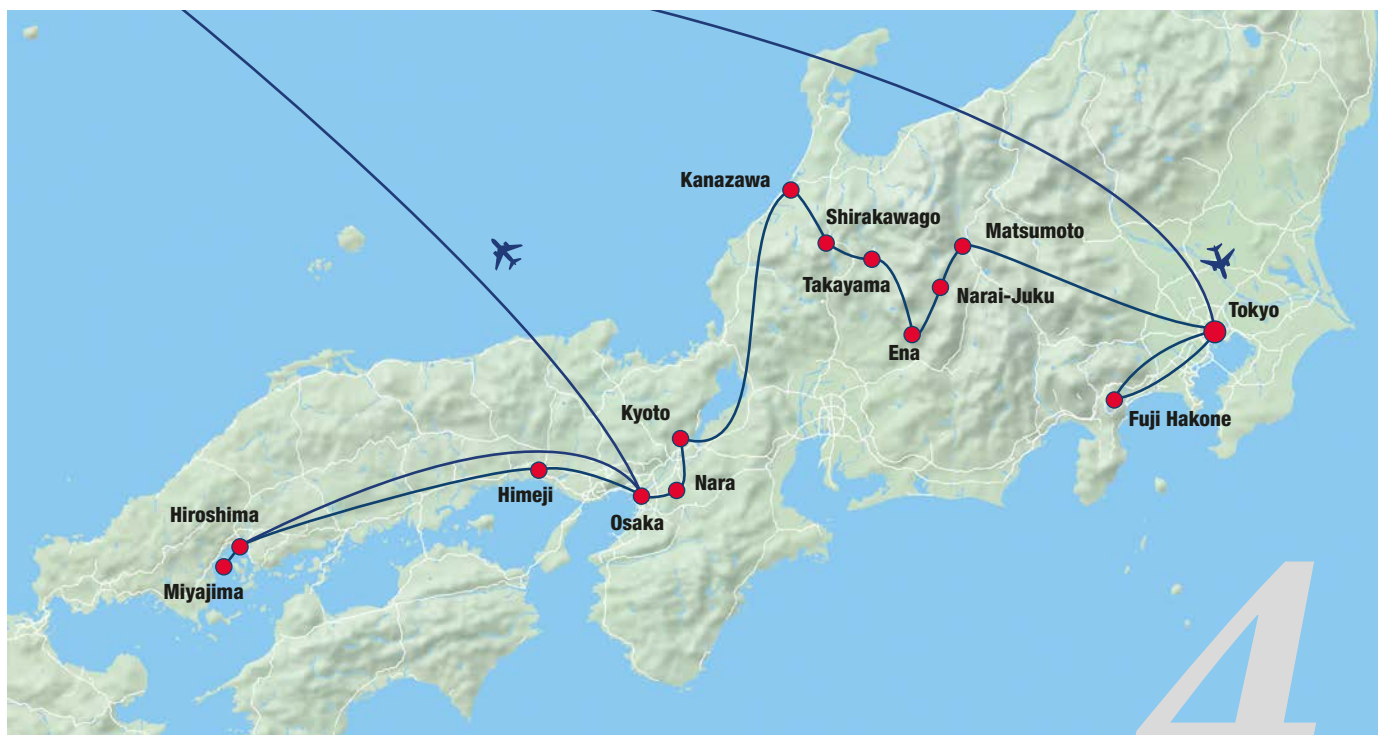 Kanazawa
Shirakawago
Matsumoto
Takayama
Narai-Juku
Tokyo
Ena
Fuji Hakone
Kyoto
Himeji
Nara
Osaka
Hiroshima
Miyajima
4